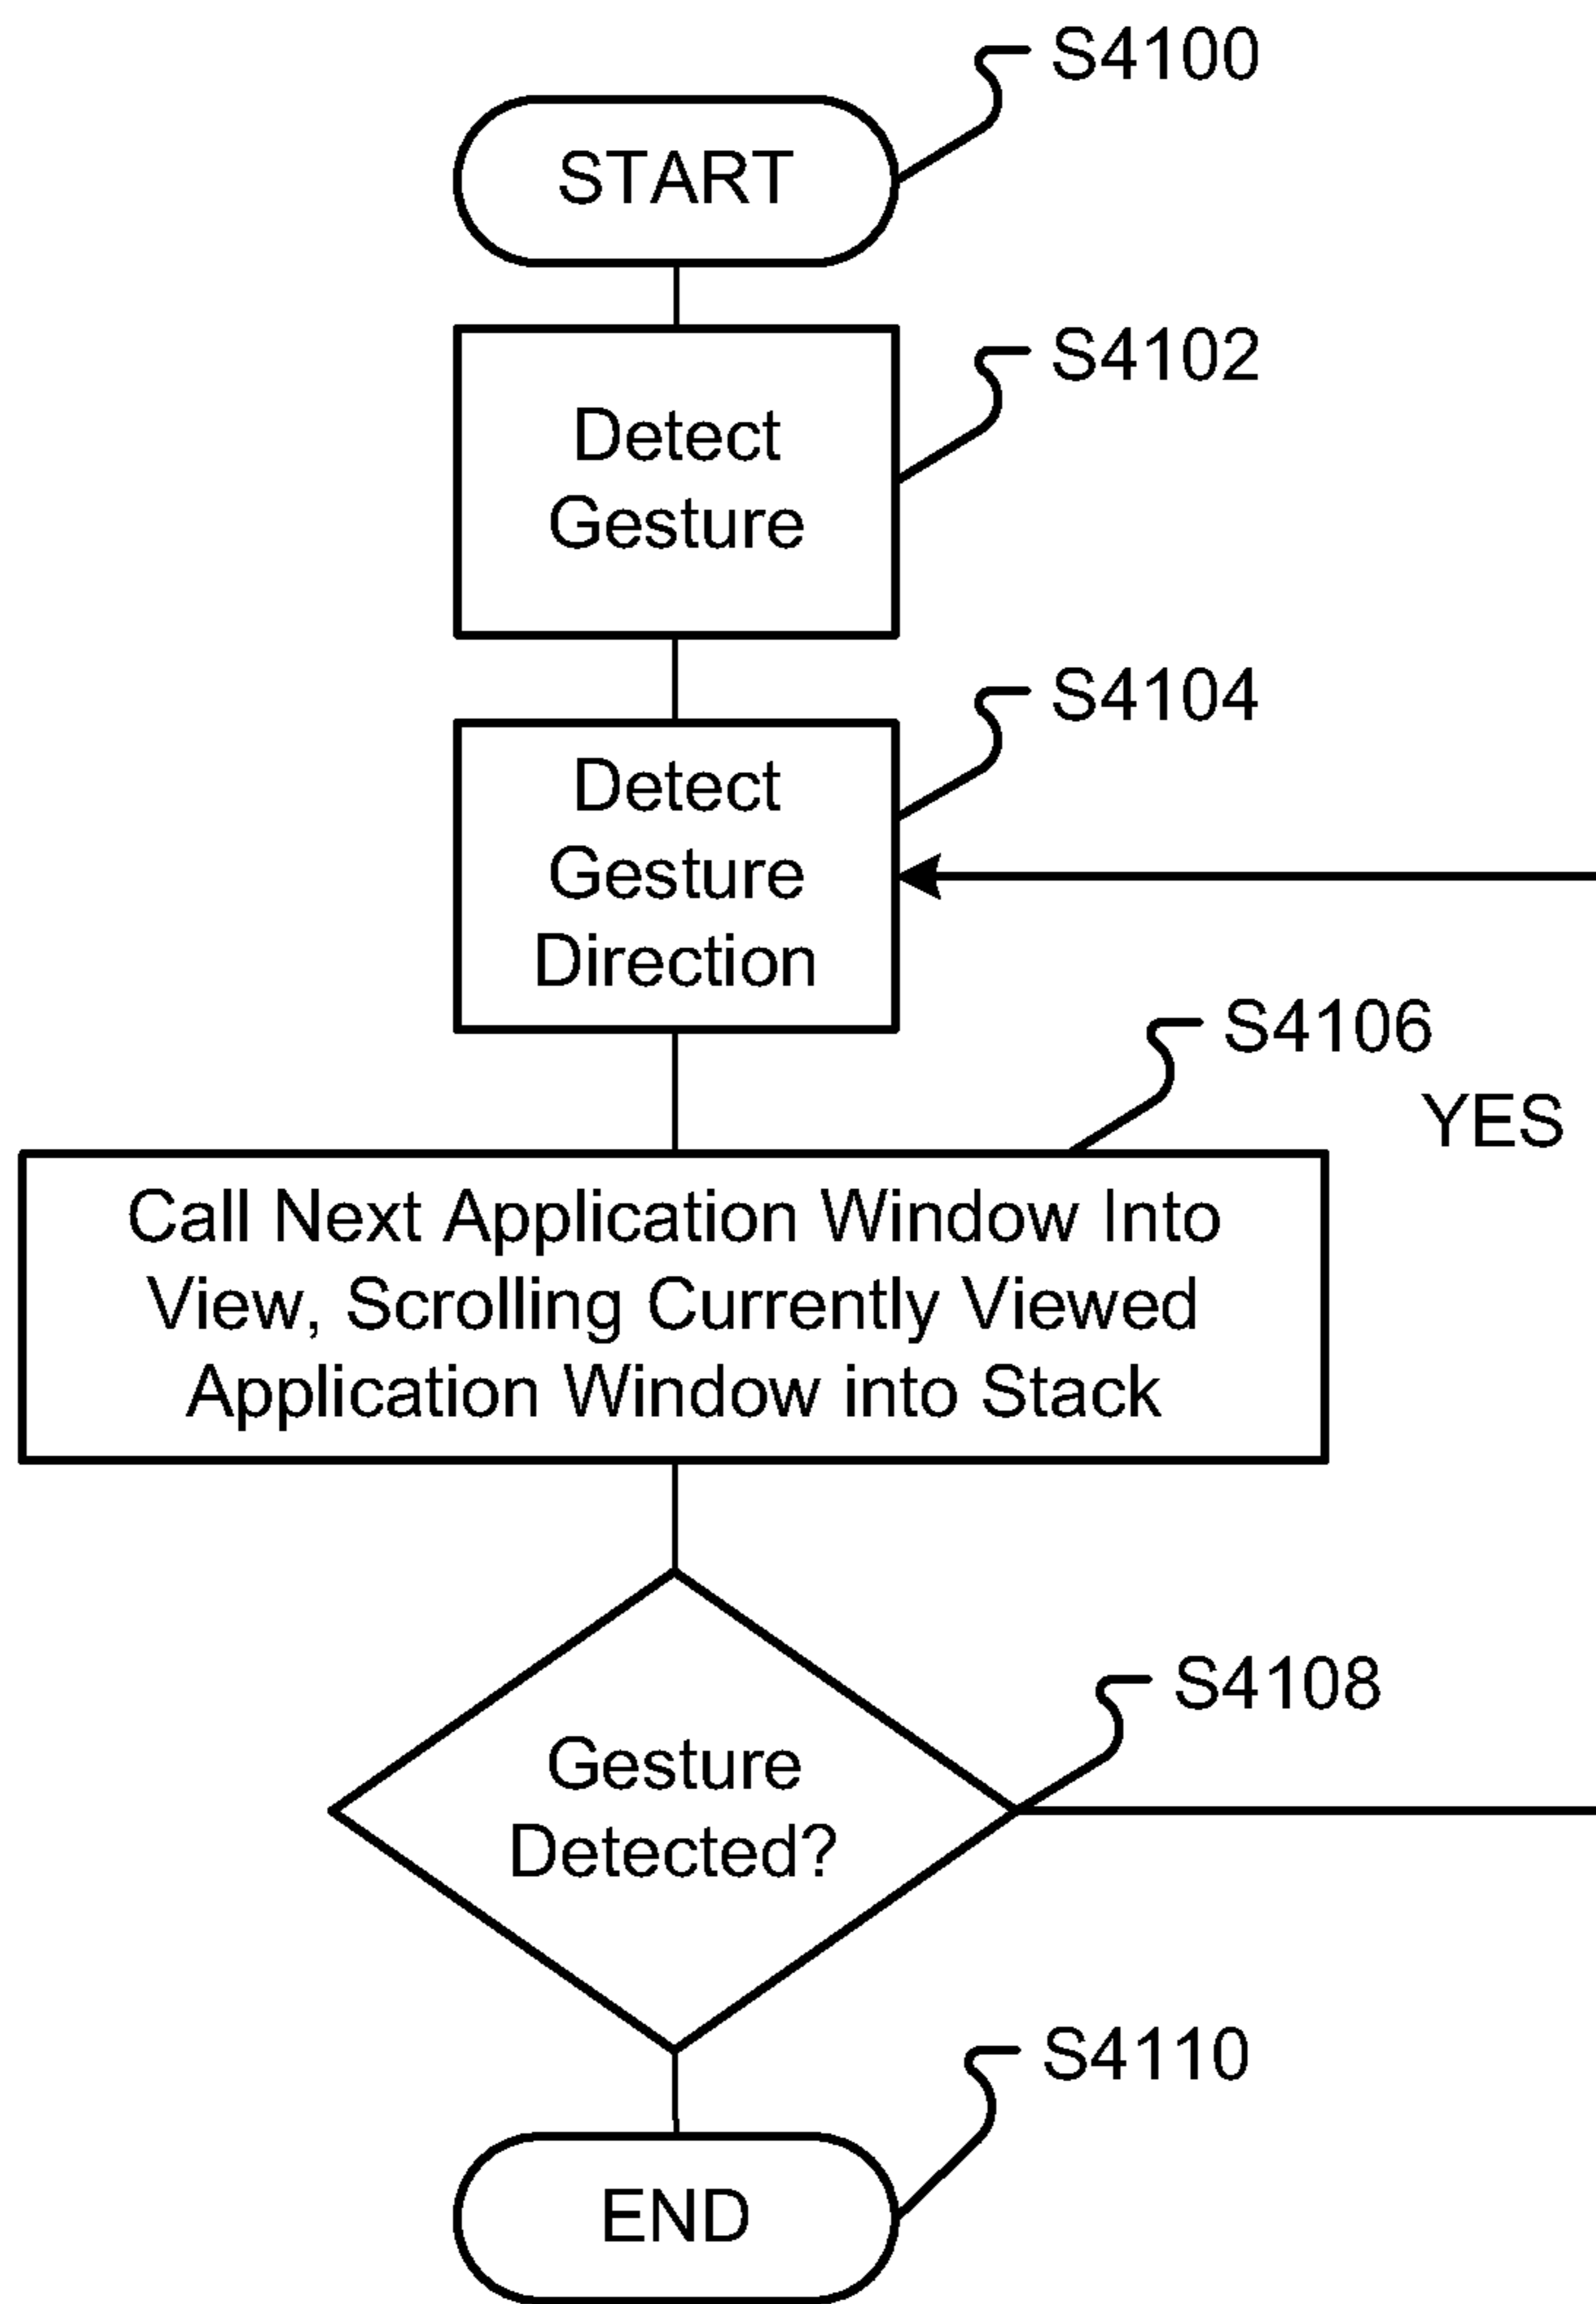 S4100
START
S4102
Detect
Gesture
S4104
Detect
Gesture
Direction
S4106
YES
Call Next Application Window Into
View, Scrolling Currently Viewed
Application Window into Stack
S4108
Gesture
Detected?
S4110
END